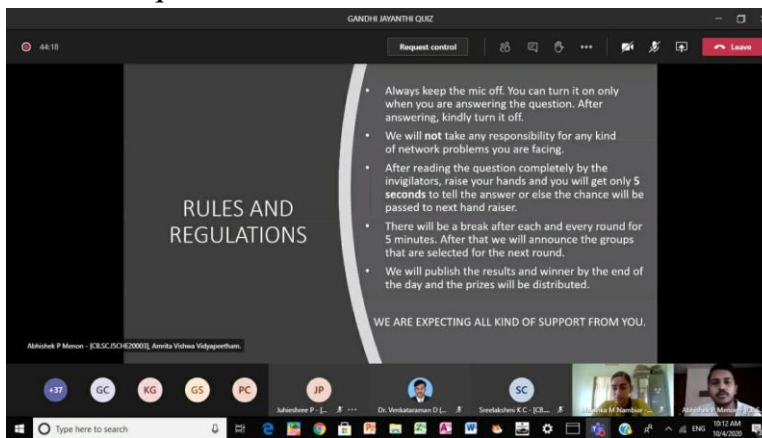 GANDHI JAYANTHI QUIZ
44:18
Request control
Leave
RULES AND
REGULATIONS
• Always keep the mic off. You can turn it on only
when you are answering the question. After
answering, kindly turn it off.
• We will not take any responsibility for any kind
of network problems you are facing.
• After reading the question completely by the
invigilators, raise your hands and you will get only 5
seconds to tell the answer or else the chance will be
passed to next hand raiser.
• There will be a break after each and every round for
5 minutes. After that we will announce the groups
that are selected for the next round.
• We will publish the results and winner by the end of
the day and the prizes will be distributed.
WE ARE EXPECTING ALL KIND OF SUPPORT FROM YOU.
Abhishek P Menon - [CB.SC.I5CHE20003], Amrita Vishwa Vidyapeetham.
+37
GC
KG
GS
PC
JP
SC
Juhieshree P - [...
Dr. Venkataraman D (...
Sreelakshmi K C - [CB...
M Nambiar
Abhishek P Menon
Type here to search
ENG
10:12 AM
10/4/2020